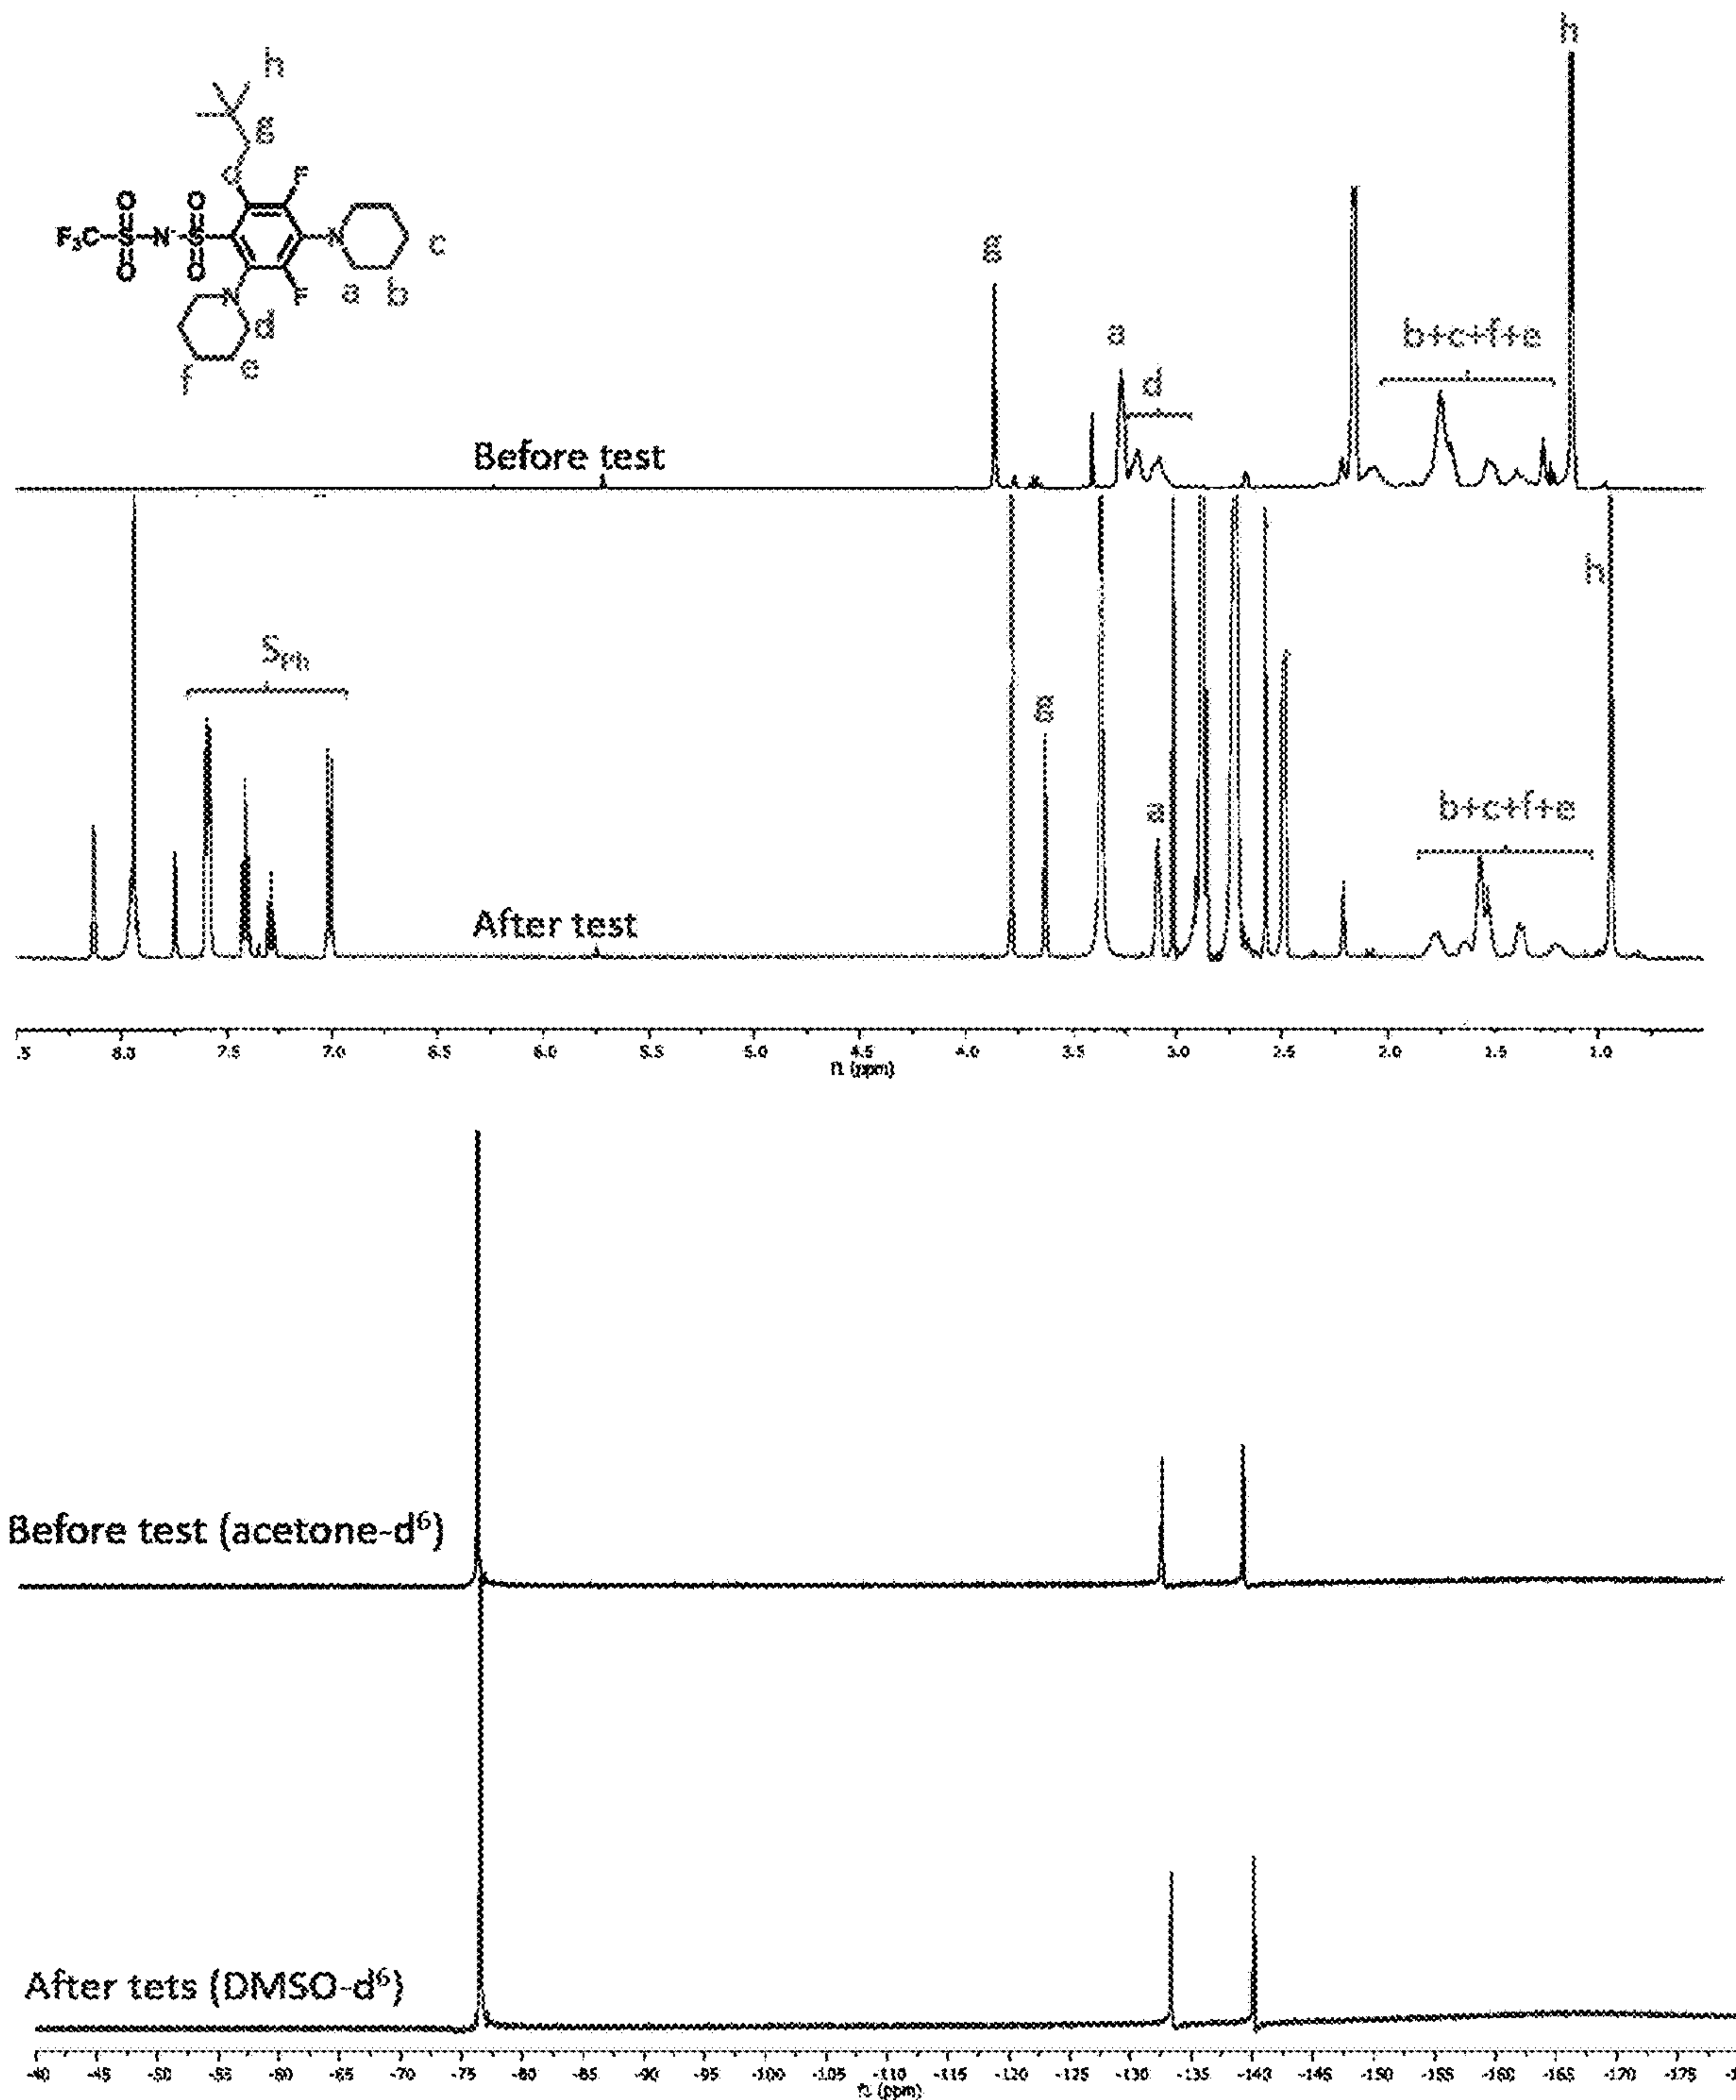 h
h
g
O
F
O
O
F₃C
S
N⁻
S
N
c
O
O
a
b
N
F
d
f
e
g
a
d
b+c+f+e
Before test
h
S_Ph
g
a
b+c+f+e
After test
.5 8.0 7.5 7.0 6.5 6.0 5.5 5.0 4.5 4.0 3.5 3.0 2.5 2.0 1.5 1.0
f1 (ppm)
Before test (acetone-d⁶)
After tets (DMSO-d⁶)
-40 -45 -50 -55 -60 -65 -70 -75 -80 -85 -90 -95 -100 -105 -110 -115 -120 -125 -130 -135 -140 -145 -150 -155 -160 -165 -170 -175
f1 (ppm)